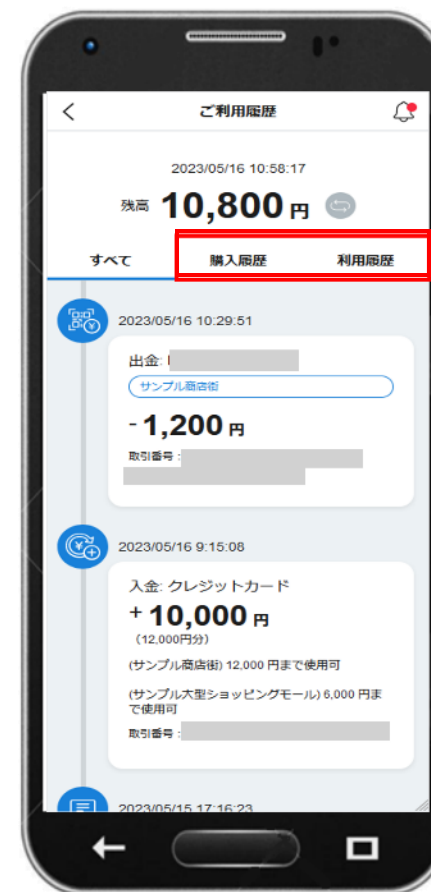 ご利用履歴
2023/05/16 10:58:17
残高 10,800 円
すべて 購入履歴 利用履歴
2023/05/16 10:29:51
出金:
サンプル商店街
- 1,200 円
取引番号 :
2023/05/16 9:15:08
入金: クレジットカード
+ 10,000 円
(12,000円分)
(サンプル商店街) 12,000 円まで使用可
(サンプル大型ショッピングモール) 6,000 円ま
で使用可
取引番号 :
2023/05/15 17:16:23